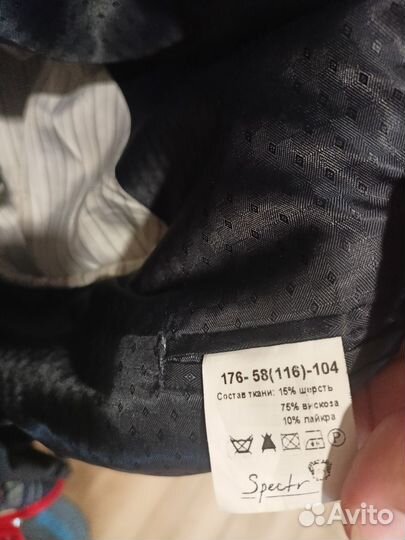 176-58(116)-104
Состав ткани: 15% шерсть
75% вискоза
10% лайкра
P
Spectr
Avito